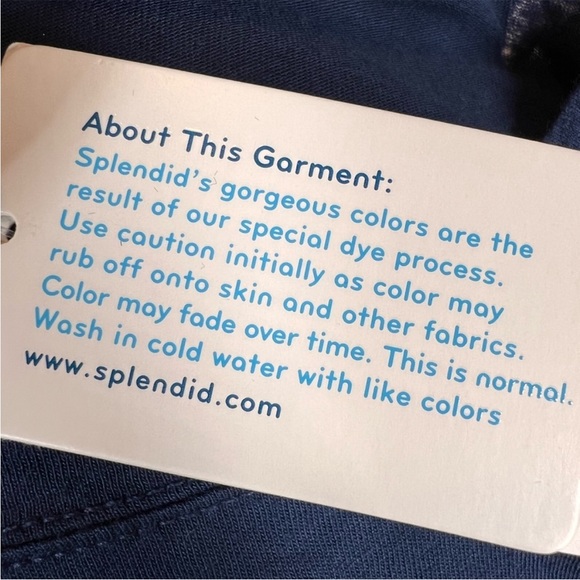 About This Garment:
Splendid's gorgeous colors are the
result of our special dye process.
Use caution initially as color may
rub off onto skin and other fabrics.
Color may fade over time. This is normal.
Wash in cold water with like colors
www.splendid.com